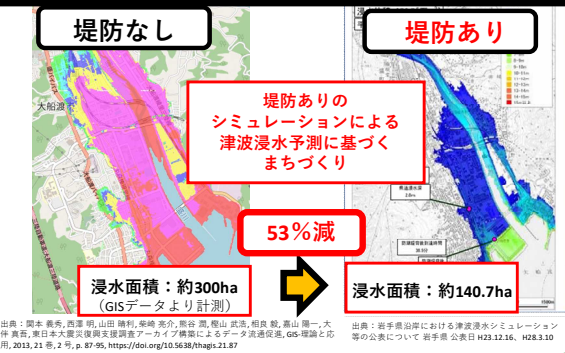 堤防なし
堤防あり
大船渡市
堤防ありの
シミュレーションによる
津波浸水予測に基づく
まちづくり
53%減
浸水面積：約300ha
（GISデータより計測）
浸水面積：約140.7ha
出典：関本 義秀,西澤 明,山田 晴利,柴崎 亮介,熊谷 潤,樫山 武浩,相良 毅,嘉山 陽一,大
伴 真吾,東日本大震災復興支援調査アーカイブ構築によるデータ流通促進,GIS-理論と応
用,2013,21 巻,2 号,p. 87-95,https://doi.org/10.5638/thagis.21.87
出典：岩手県沿岸における津波浸水シミュレーション
等の公表について 岩手県 公表日 H23.12.16、H28.3.10